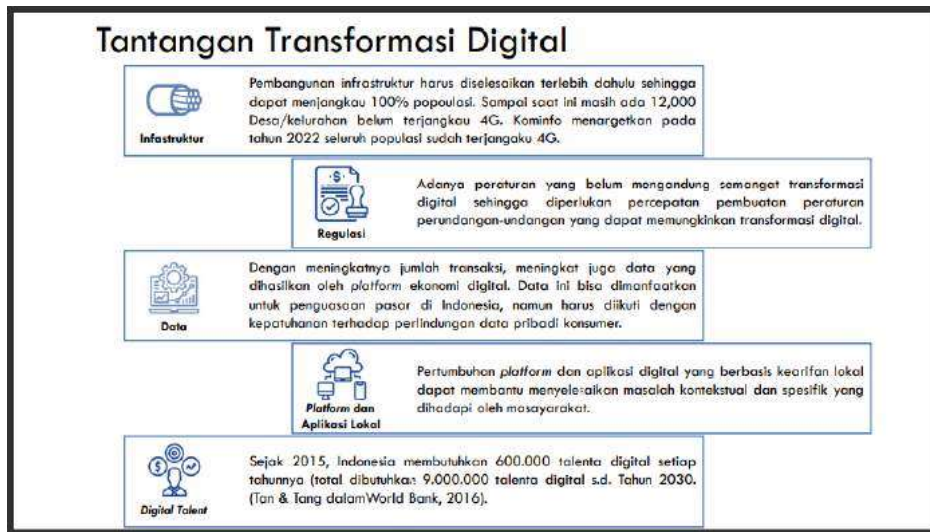 Tantangan Transformasi Digital
Pembangunan infrastruktur harus diselesaikan terlebih dahulu sehingga
dapat menjangkau 100% popoulasi. Sampai saat ini masih ada 12,000
Desa/kelurahan belum terjangkau 4G. Kominfo menargetkan pada
tahun 2022 seluruh populasi sudah terjangaku 4G.
Infastruktur
Adanya peraturan yang belum mengandung semangat transformasi
digital sehingga diperlukan percepatan pembuatan peraturan
perundangan-undangan yang dapat memungkinkan transformasi digital.
Regulasi
Dengan meningkatnya jumlah transaksi, meningkat juga data yang
dihasilkan oleh platform ekonomi digital. Data ini bisa dimanfaatkan
untuk penguasaan pasar di Indonesia, namun harus diikuti dengan
kepatuhanan terhadap perlindungan data pribadi konsumer.
Data
Pertumbuhan platform dan aplikasi digital yang berbasis kearifan lokal
dapat membantu menyelesaikan masalah kontekstual dan spesifik yang
dihadapi oleh masayarakat.
Platform dan
Aplikasi Lokal
Sejak 2015, Indonesia membutuhkan 600.000 talenta digital setiap
tahunnya (total dibutuhkan 9.000.000 talenta digital s.d. Tahun 2030.
(Tan & Tang dalamWorld Bank, 2016).
Digital Talent